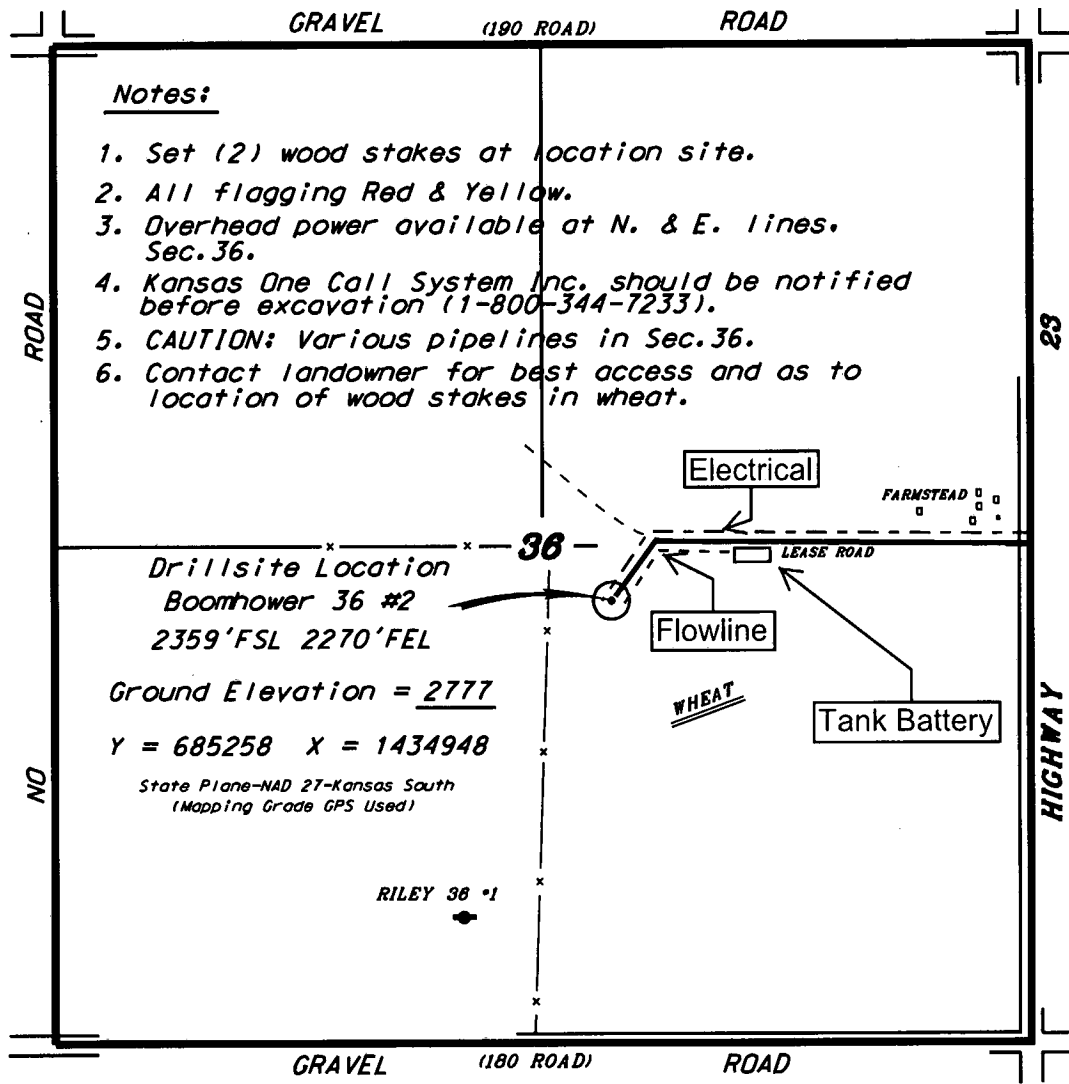 GRAVEL (190 ROAD) ROAD
Notes:
1. Set (2) wood stakes at location site.
2. All flagging Red & Yellow.
3. Overhead power available at N. & E. lines,
Sec.36.
4. Kansas One Call System Inc. should be notified
before excavation (1-800-344-7233).
5. CAUTION: Various pipelines in Sec.36.
6. Contact landowner for best access and as to
location of wood stakes in wheat.
ROAD
23
Electrical
FARMSTEAD
36
LEASE ROAD
Drillsite Location
Boomhower 36 #2
2359'FSL 2270'FEL
Flowline
Ground Elevation = 2777
WHEAT
Tank Battery
Y = 685258 X = 1434948
State Plane-NAD 27-Kansas South
(Mapping Grade GPS Used)
NO
HIGHWAY
RILEY 36 #1
GRAVEL (180 ROAD) ROAD